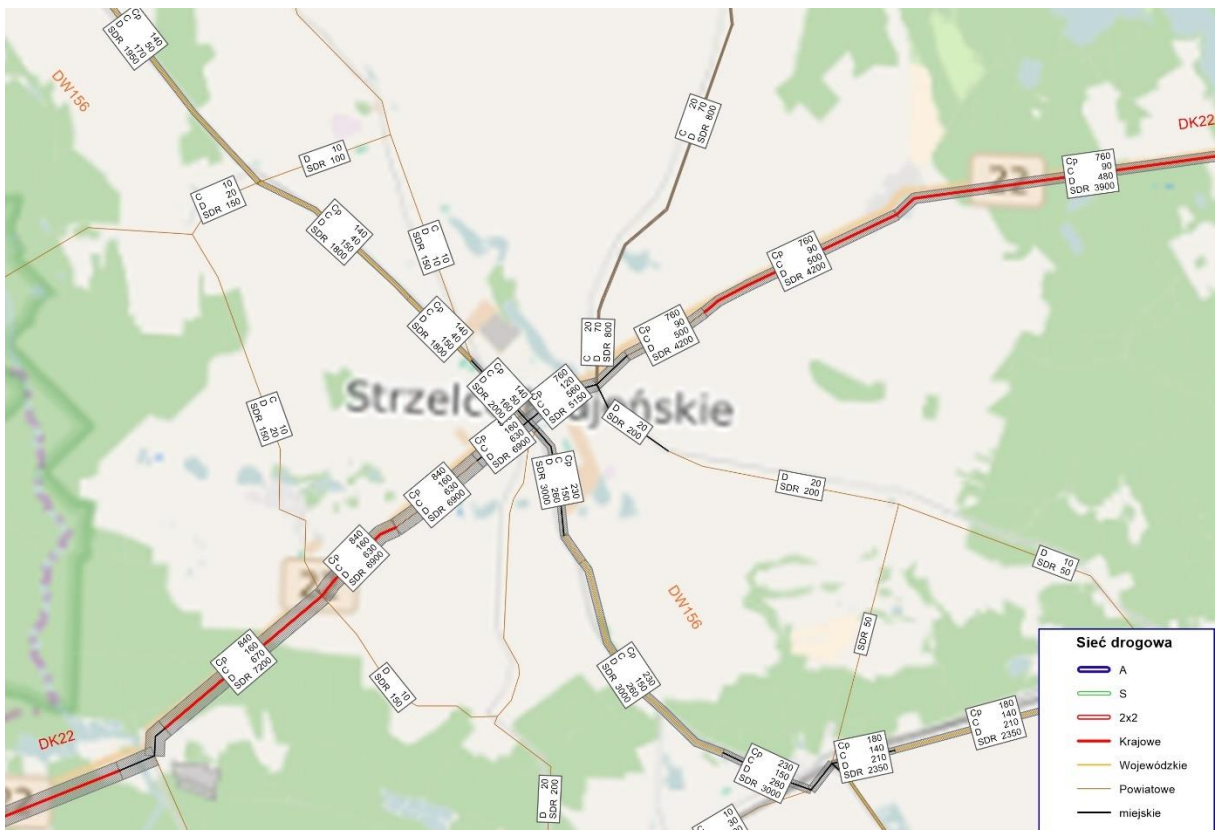 Cp 140
C 50
D 170
SDR 1950
DW156
D 10
SDR 100
C 10
D 20
SDR 150
Cp 140
C 40
D 150
SDR 1800
C 10
D 10
SDR 150
C 20
D 70
SDR 800
DK22
22
Cp 760
C 90
D 480
SDR 3900
Cp 760
C 90
D 500
SDR 4200
Cp 140
C 40
D 150
SDR 1800
C 20
D 70
SDR 800
Cp 760
C 90
D 500
SDR 4200
Cp 140
C 50
D 160
SDR 2000
Cp 760
C 120
D 560
SDR 5150
C 10
D 20
SDR 150
D 20
SDR 200
C 160
D 630
SDR 6900
Cp 230
C 150
D 260
SDR 3000
D 20
SDR 200
Cp 840
C 160
D 630
SDR 6900
Cp 840
C 160
D 630
SDR 6900
D 10
SDR 50
DW156
SDR 50
Cp 840
C 160
D 670
SDR 7200
D 10
SDR 150
Cp 230
C 150
D 260
SDR 3000
DK22
Cp 230
C 150
D 260
SDR 3000
Cp 180
C 140
D 210
SDR 2350
Cp 180
C 140
D 210
SDR 2350
D 20
SDR 200
Sieć drogowa
A
S
2x2
Krajowe
Wojewódzkie
Powiatowe
miejskie